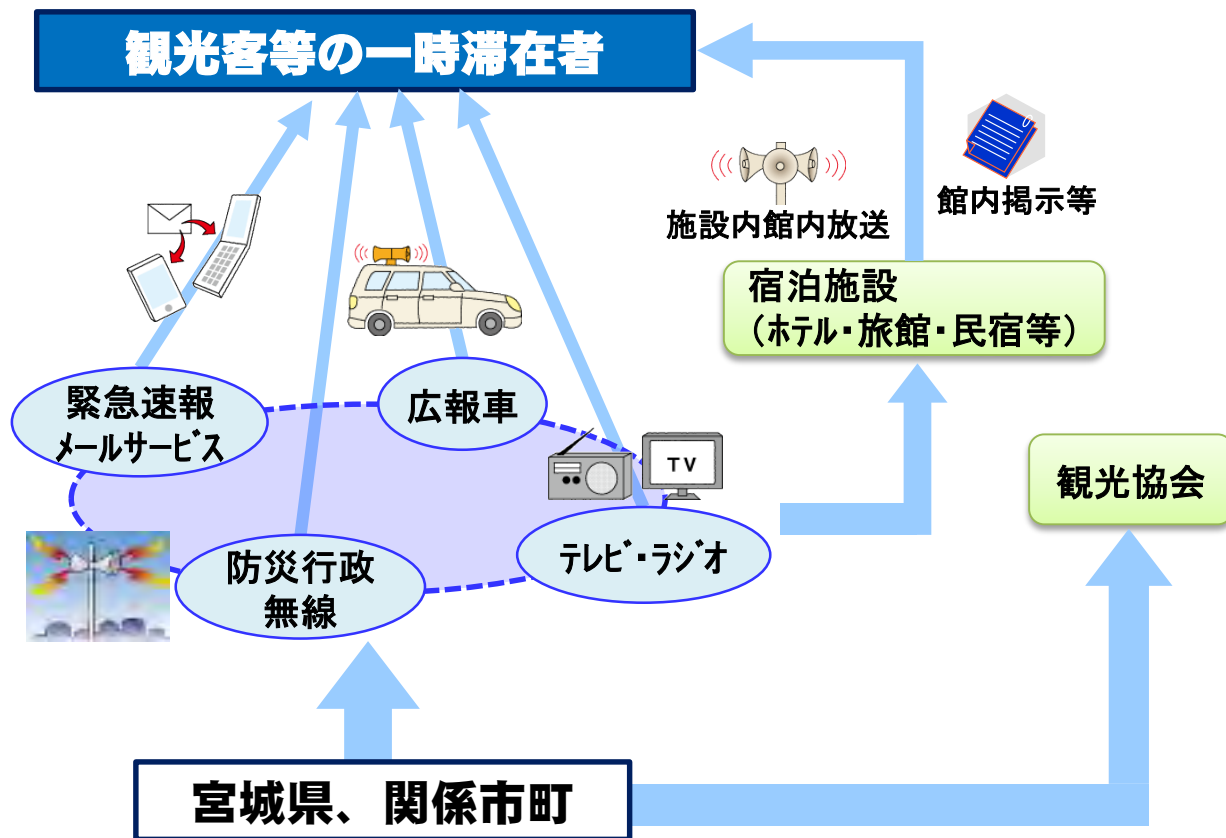 観光客等の一時滞在者
館内掲示等
施設内館内放送
宿泊施設
（ﾎﾃﾙ・旅館・民宿等）
緊急速報
ﾒｰﾙｻｰﾋﾞｽ
広報車
TV
観光協会
防災行政
無線
ﾃﾚﾋﾞ・ﾗｼﾞｵ
宮城県、関係市町